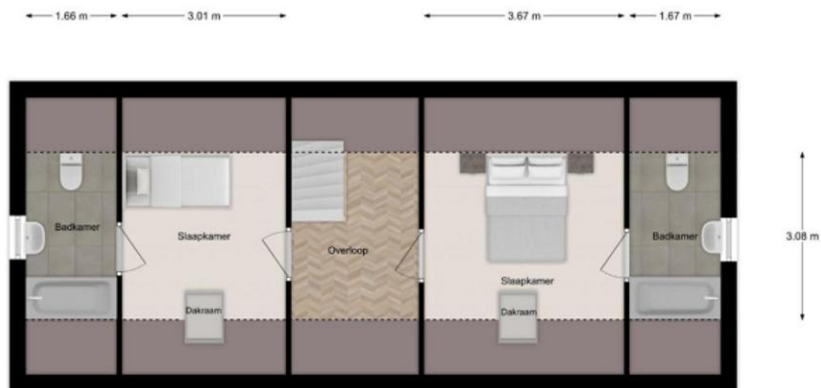 1.66 m
3.01 m
3.67 m
1.67 m
3.08 m
Badkamer
Slaapkamer
Overloop
Slaapkamer
Badkamer
Dakraam
Dakraam